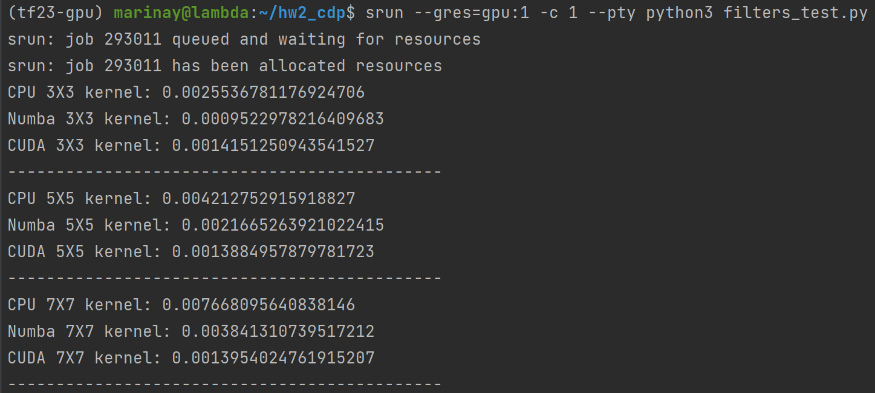 (tf23-gpu) marinay@lambda:~/hw2_cdp$ srun --gres=gpu:1 -c 1 --pty python3 filters_test.py
srun: job 293011 queued and waiting for resources
srun: job 293011 has been allocated resources
CPU 3X3 kernel: 0.0025536781176924706
Numba 3X3 kernel: 0.0009522978216409683
CUDA 3X3 kernel: 0.0014151250943541527
---------------------------------------------
CPU 5X5 kernel: 0.004212752915918827
Numba 5X5 kernel: 0.0021665263921022415
CUDA 5X5 kernel: 0.0013884957879781723
---------------------------------------------
CPU 7X7 kernel: 0.007668095640838146
Numba 7X7 kernel: 0.003841310739517212
CUDA 7X7 kernel: 0.0013954024761915207
---------------------------------------------